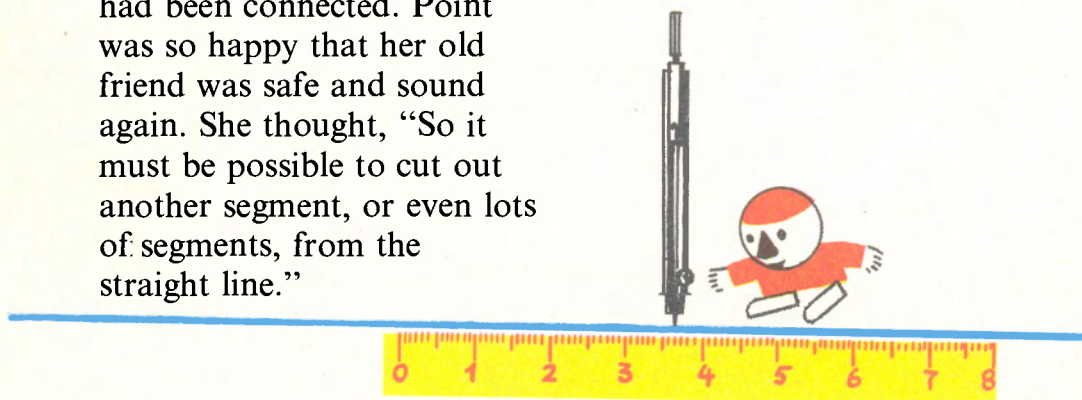 had been connected. Point
was so happy that her old
friend was safe and sound
again. She thought, “So it
must be possible to cut out
another segment, or even lots
of segments, from the
straight line.”
0 1 2 3 4 5 6 7 8